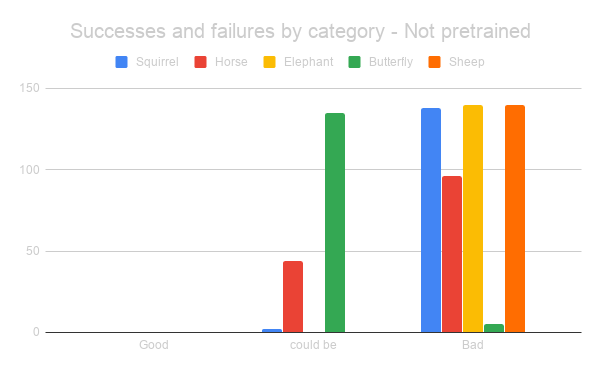 Successes and failures by category - Not pretrained
Squirrel Horse Elephant Butterfly Sheep
150
100
50
0
Good could be Bad